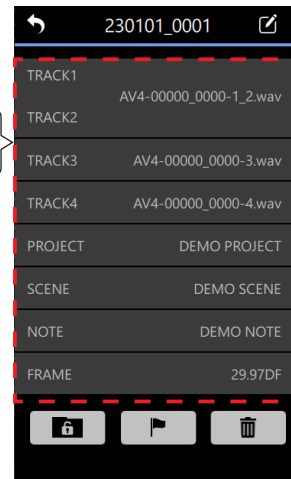 230101_0001
TRACK1
AV4-00000_0000-1_2.wav
TRACK2
TRACK3 AV4-00000_0000-3.wav
TRACK4 AV4-00000_0000-4.wav
PROJECT DEMO PROJECT
SCENE DEMO SCENE
NOTE DEMO NOTE
FRAME 29.97DF